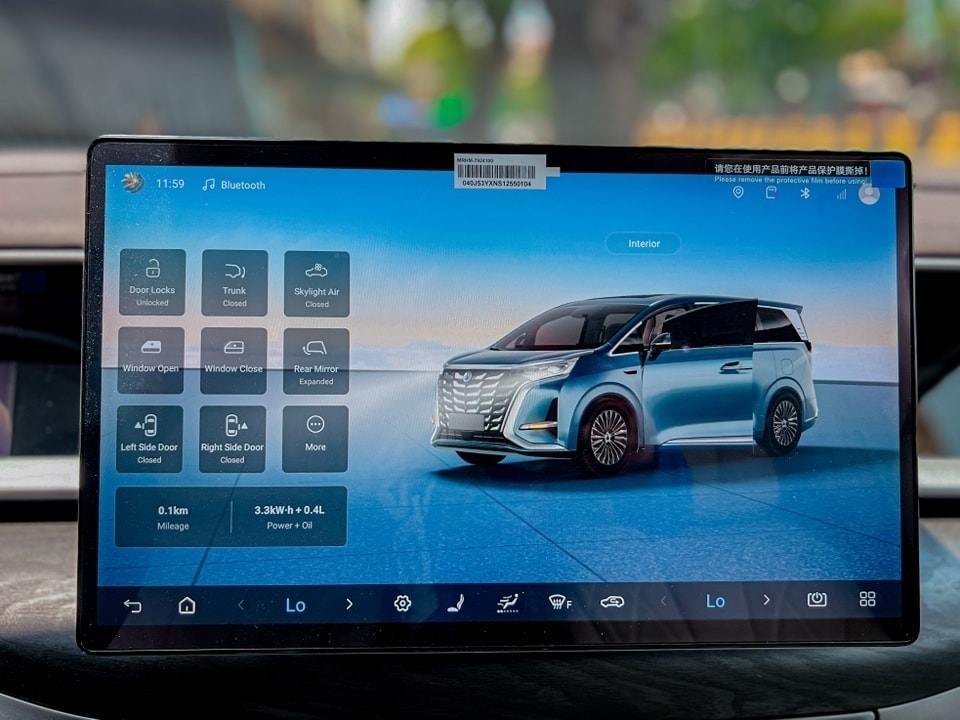 MRHM-7924180
040J53YXNS12550104
请您在使用产品前将产品保护膜撕掉！
Please remove the protective film before using!
11:59
Bluetooth
Interior
Door Locks
Unlocked
Trunk
Closed
Skylight Air
Closed
Window Open
Window Close
Rear Mirror
Expanded
Left Side Door
Closed
Right Side Door
Closed
More
0.1km
Mileage
3.3kW·h + 0.4L
Power + Oil
Lo
F
Lo